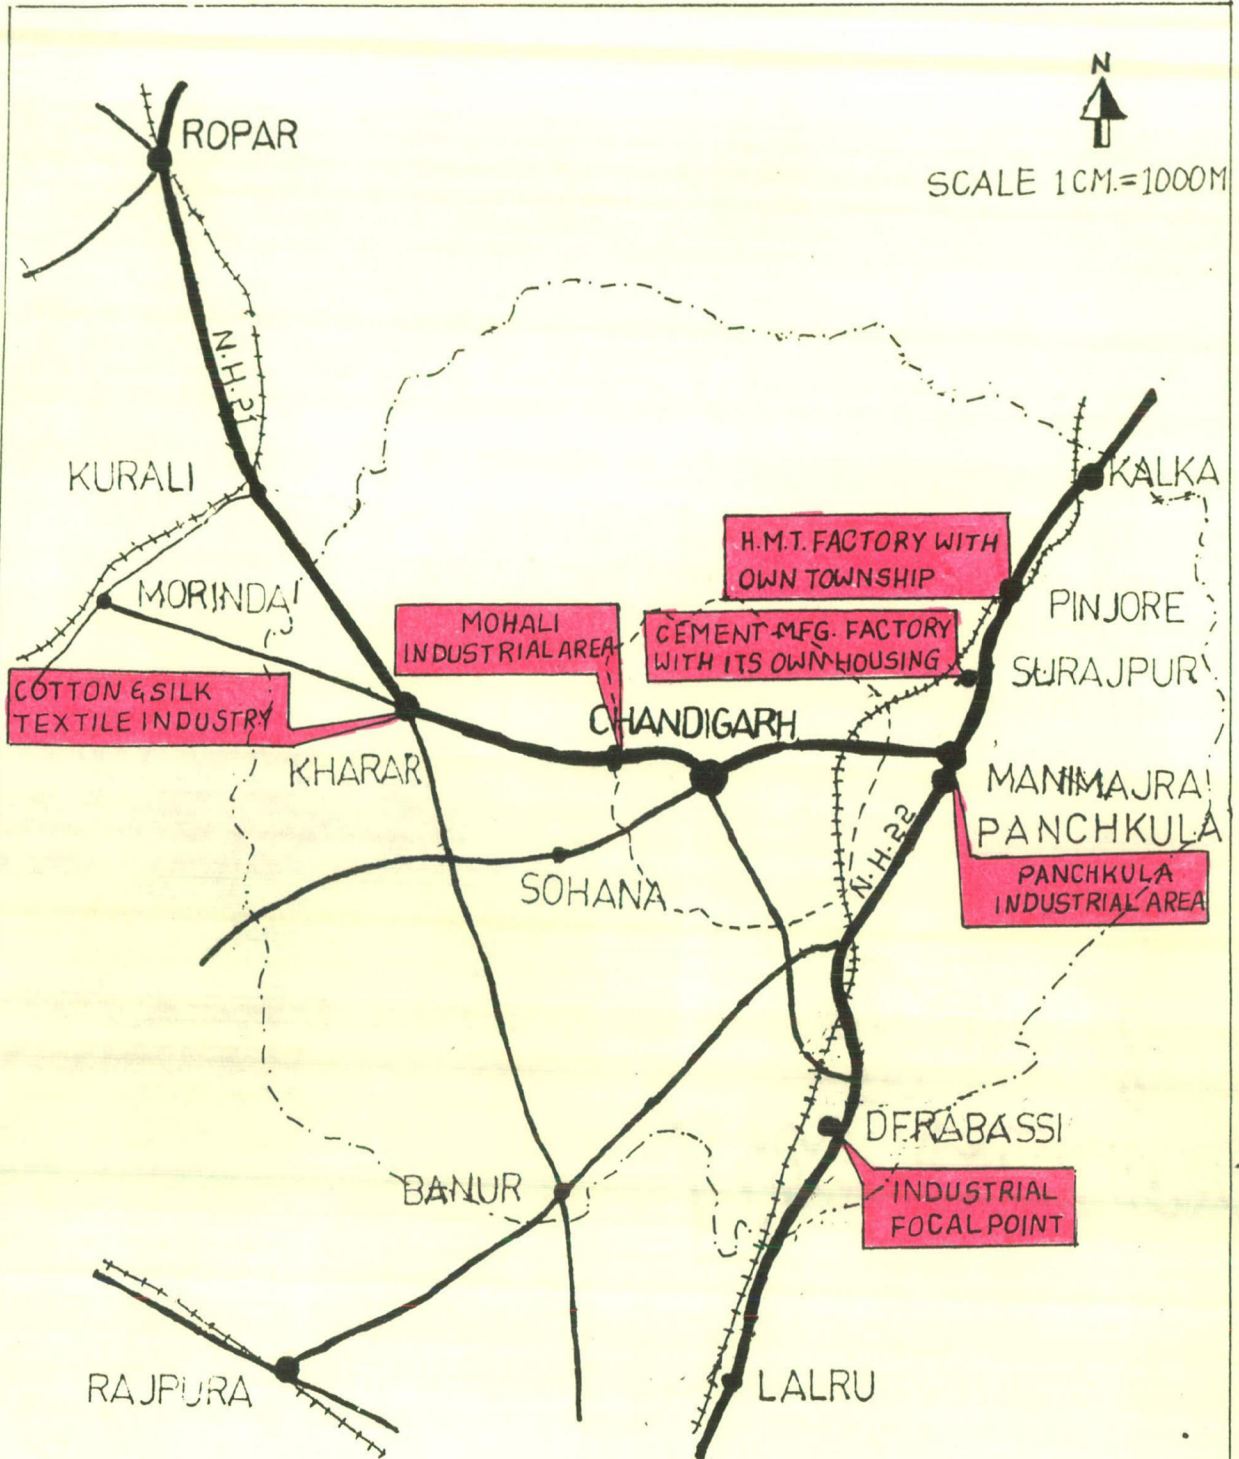 N
ROPAR
SCALE 1 CM.=1000M
N.H.21
KURALI
KALKA
H.M.T. FACTORY WITH
OWN TOWNSHIP
MORINDA
PINJORE
MOHALI
INDUSTRIAL AREA
CEMENT MFG. FACTORY
WITH ITS OWN HOUSING
SURAJPUR
COTTON & SILK
TEXTILE INDUSTRY
CHANDIGARH
KHARAR
MANIMAJRA
PANCHKULA
N.H.22
PANCHKULA
INDUSTRIAL AREA
SOHANA
DERABASSI
BANUR
INDUSTRIAL
FOCAL POINT
RAJPURA
LALRU